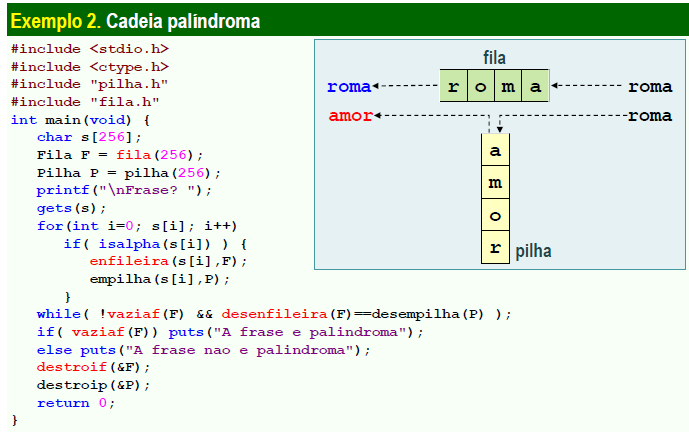 Exemplo 2. Cadeia palíndroma
#include <stdio.h>
#include <ctype.h>
#include "pilha.h"
#include "fila.h"
int main(void) {
   char s[256];
   Fila F = fila(256);
   Pilha P = pilha(256);
   printf("\nFrase? ");
   gets(s);
   for(int i=0; s[i]; i++)
      if( isalpha(s[i]) ) {
         enfileira(s[i],F);
         empilha(s[i],P);
      }
   while( !vaziaf(F) && desenfileira(F)==desempilha(P) );
   if( vaziaf(F)) puts("A frase e palindroma");
   else puts("A frase nao e palindroma");
   destroif(&F);
   destroip(&P);
   return 0;
}
fila
roma r o m a roma
amor roma
a
m
o
r pilha